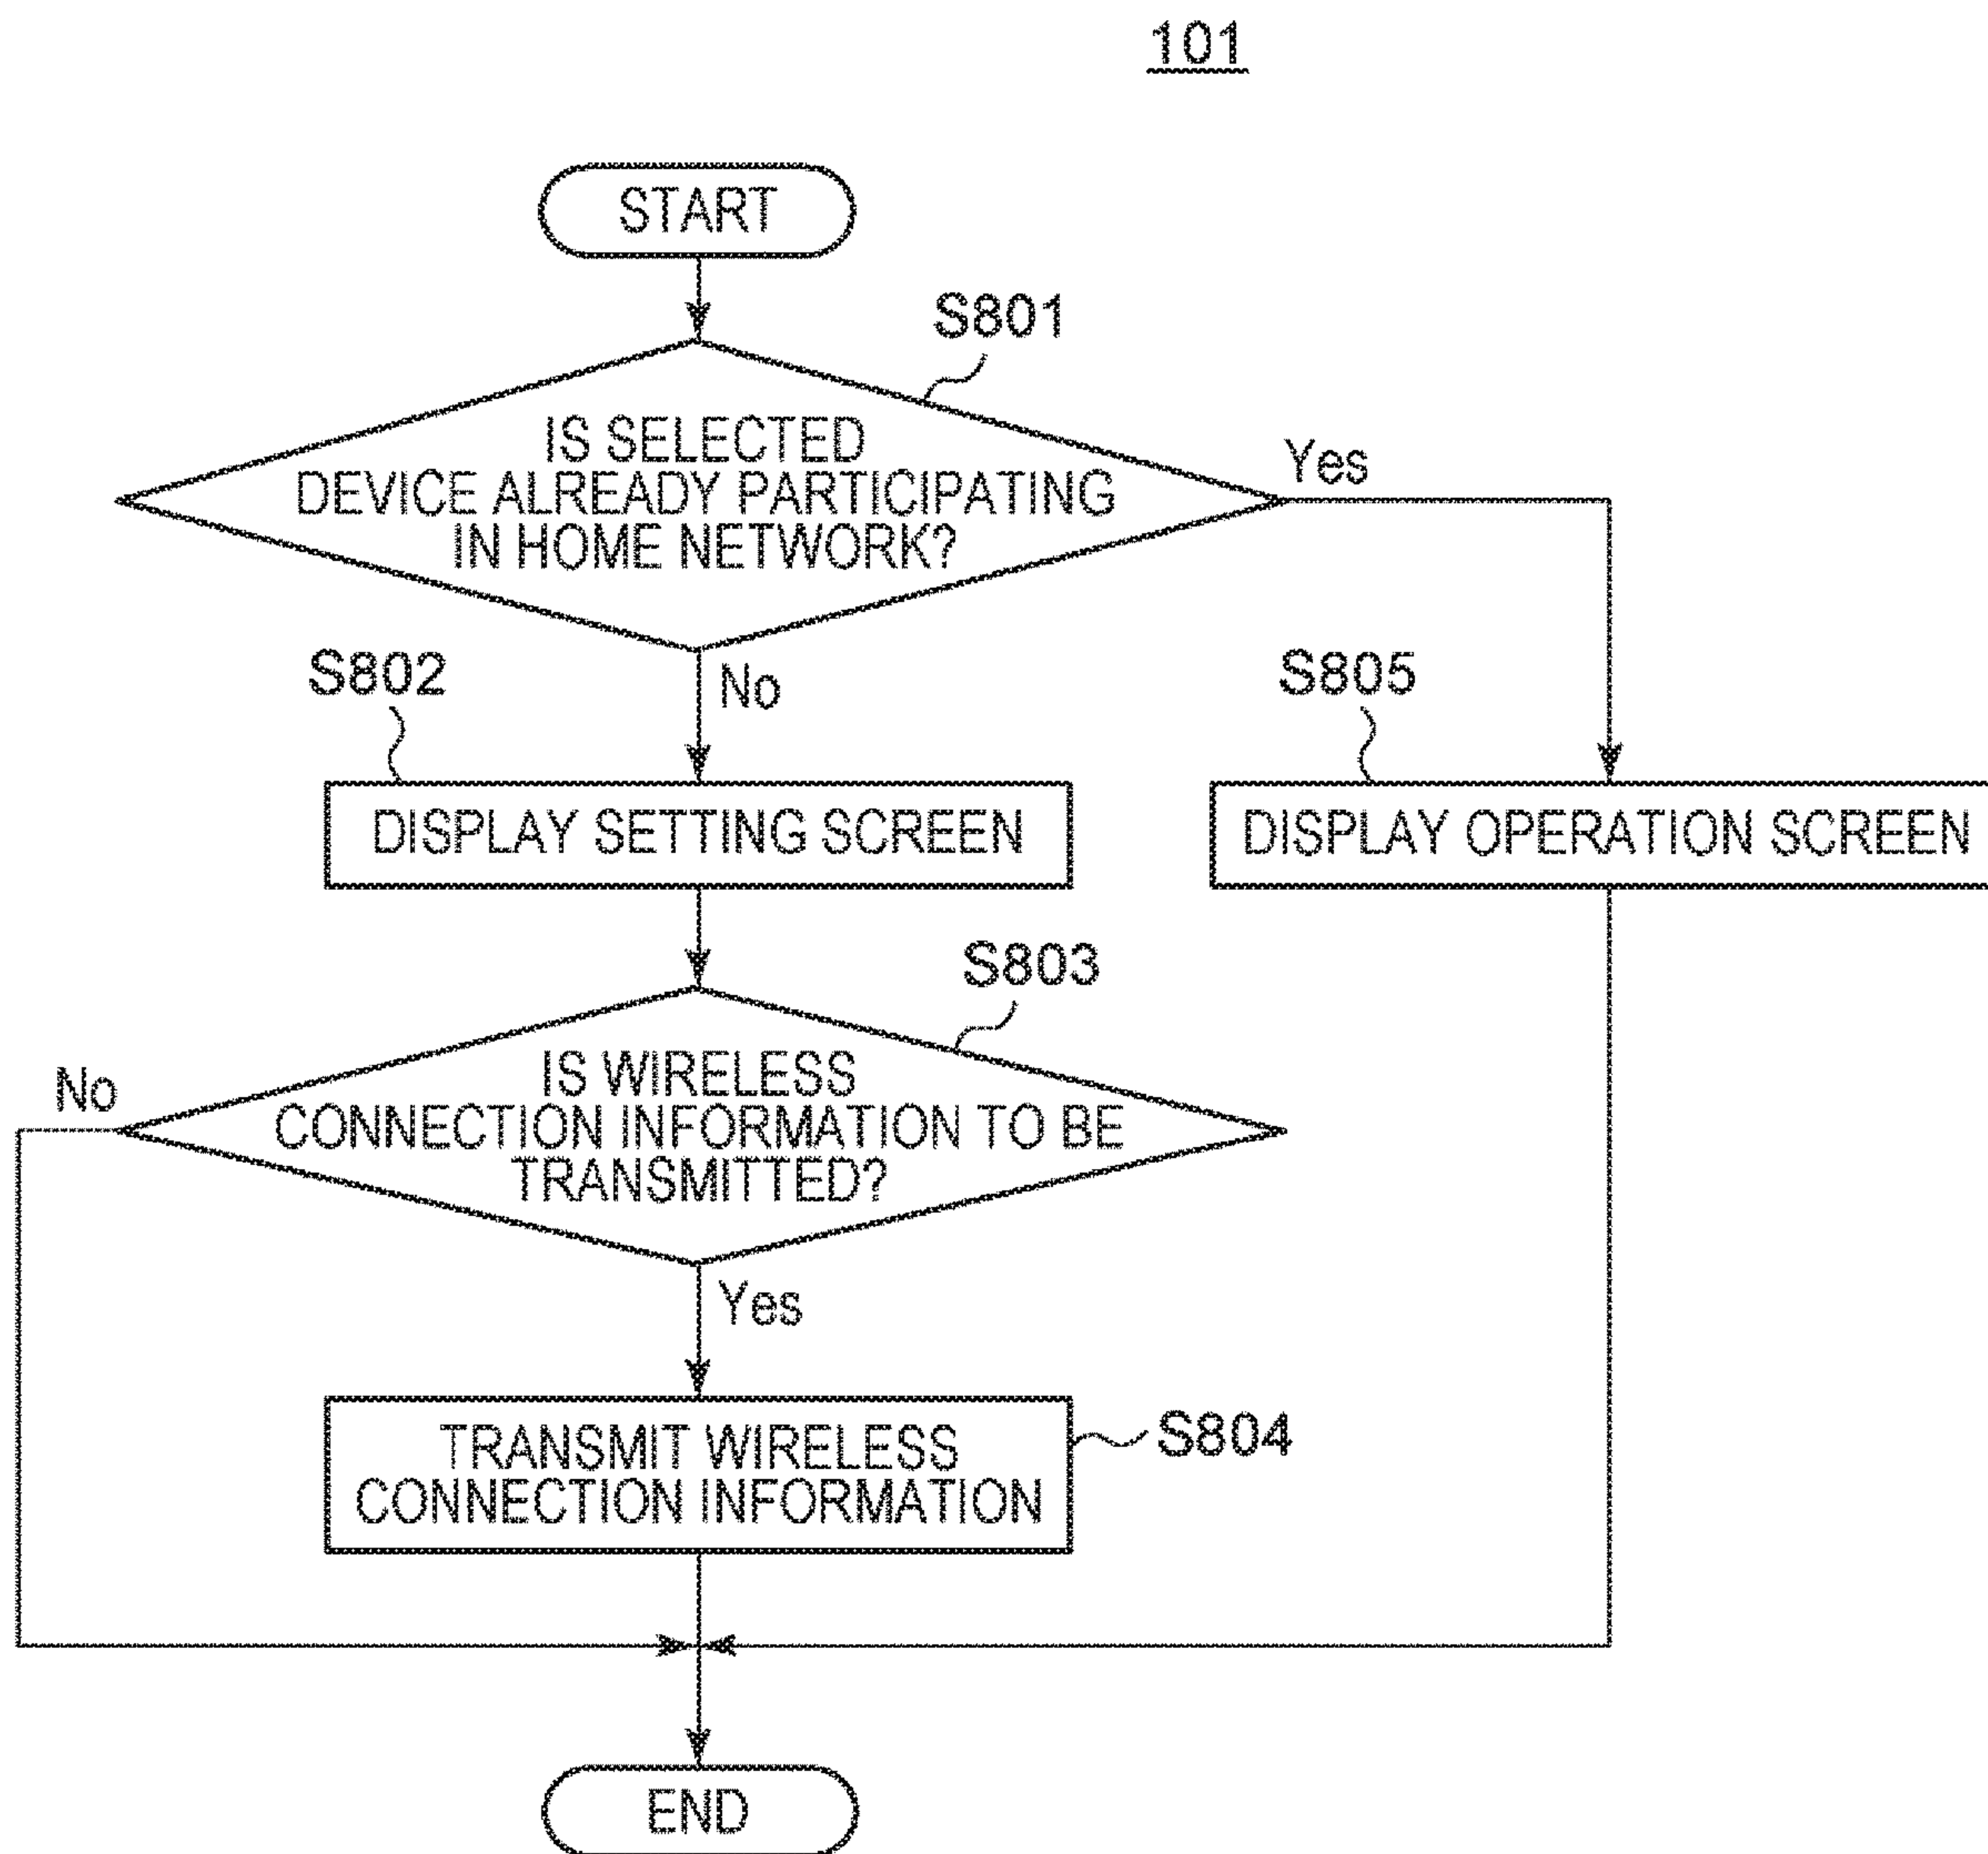 101
START
S801
IS SELECTED
DEVICE ALREADY PARTICIPATING
IN HOME NETWORK?
Yes
No
S802
S805
DISPLAY SETTING SCREEN
DISPLAY OPERATION SCREEN
S803
IS WIRELESS
CONNECTION INFORMATION TO BE
TRANSMITTED?
No
Yes
TRANSMIT WIRELESS
CONNECTION INFORMATION
S804
END